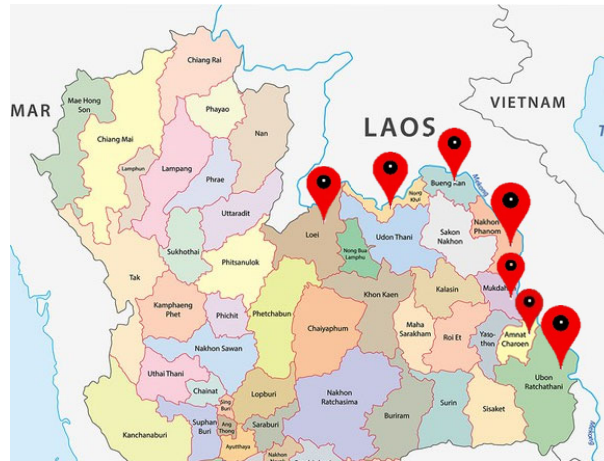 Chiang Rai
MAR
Mae Hong
Son
Phayao
VIETNAM
Chiang Mai
Nan
LAOS
Lampang
Lamphun
Phrae
Bueng Kan
Mekong
Nong
Khai
Uttaradit
Nakhon
Phanom
Loei
Udon Thani
Sakon
Nakhon
Sukhothai
Nong Bua
Lamphu
Phitsanulok
Tak
Khon Kaen
Kalasin
Mukdahan
Kamphaeng
Phet
Phichit
Phetchabun
Chaiyaphum
Maha
Sarakham
Roi Et
Yaso-
thon
Amnat
Charoen
Nakhon Sawan
Uthai Thani
Ubon
Ratchathani
Chainat
Lopburi
Nakhon
Ratchasima
Buriram
Surin
Sisaket
Sing
Buri
Kanchanaburi
Suphan
Buri
Ang
Thong
Saraburi
Ayutthaya
Mekong